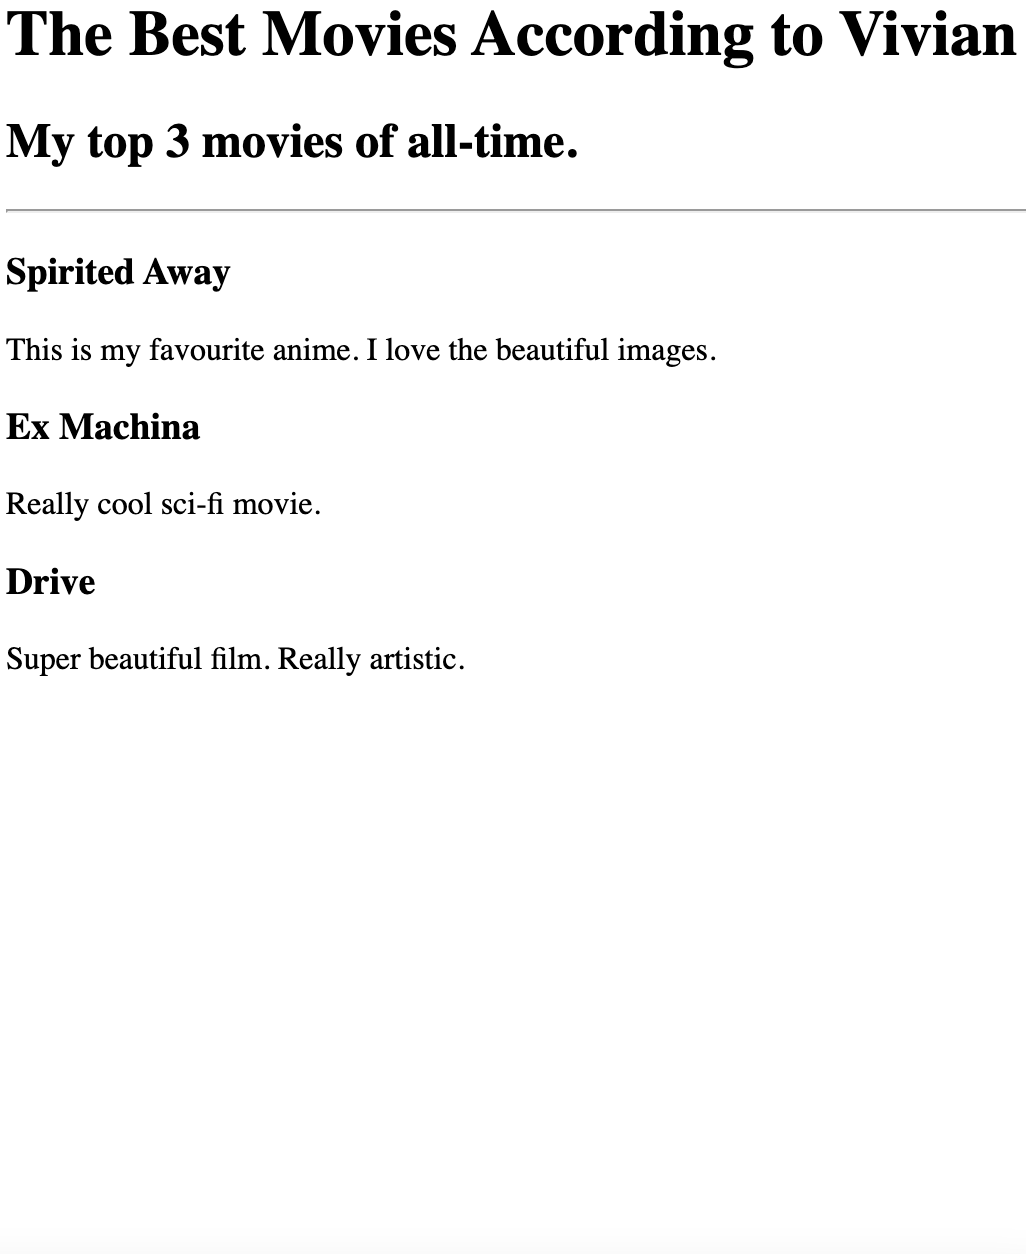 The Best Movies According to Vivian
My top 3 movies of all-time.
Spirited Away
This is my favourite anime. I love the beautiful images.
Ex Machina
Really cool sci-fi movie.
Drive
Super beautiful film. Really artistic.